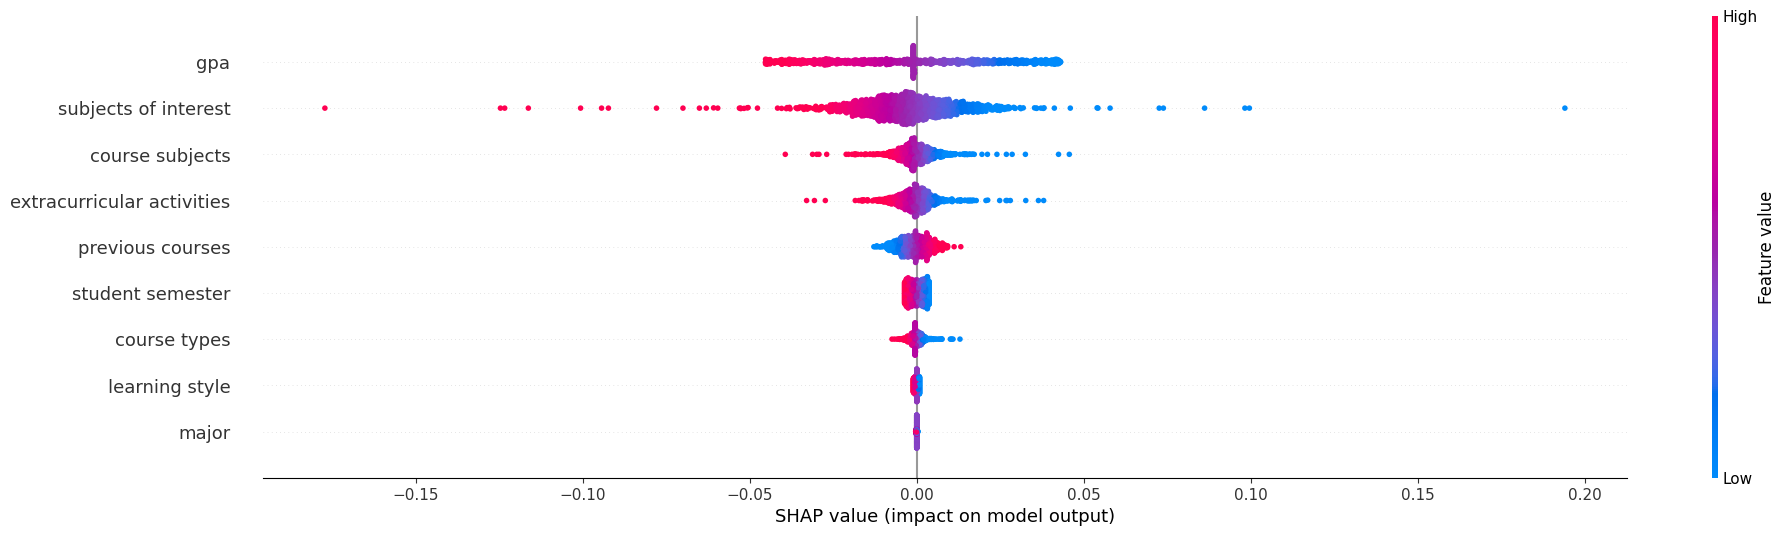 High
gpa
subjects of interest
course subjects
extracurricular activities
previous courses
student semester
course types
learning style
major
Feature value
Low
−0.15
−0.10
−0.05
0.00
0.05
0.10
0.15
0.20
SHAP value (impact on model output)